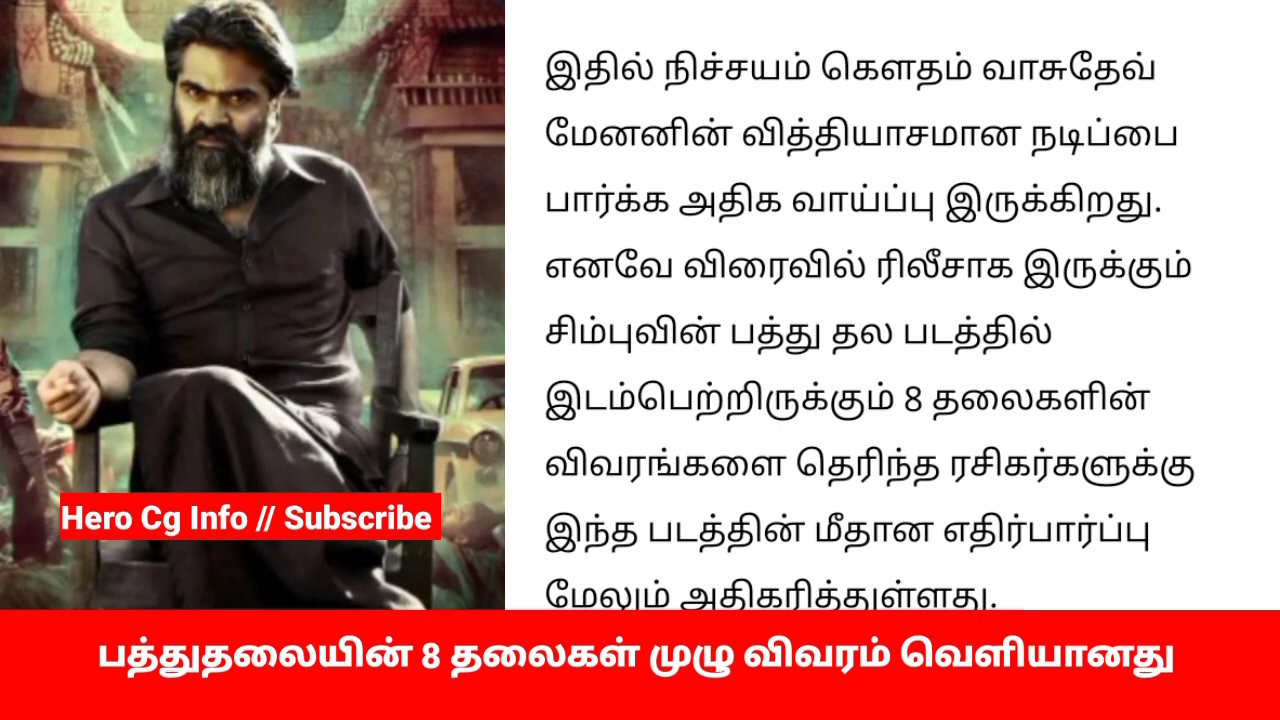 இதில் நிச்சயம் கௌதம் வாசுதேவ்
மேனனின் வித்தியாசமான நடிப்பை
பார்க்க அதிக வாய்ப்பு இருக்கிறது.
எனவே விரைவில் ரிலீசாக இருக்கும்
சிம்புவின் பத்து தல படத்தில்
இடம்பெற்றிருக்கும் 8 தலைகளின்
விவரங்களை தெரிந்த ரசிகர்களுக்கு
இந்த படத்தின் மீதான எதிர்பார்ப்பு
மேலும் அதிகரித்துள்ளது.
Hero Cg Info // Subscribe
பத்துதலையின் 8 தலைகள் முழு விவரம் வெளியானது